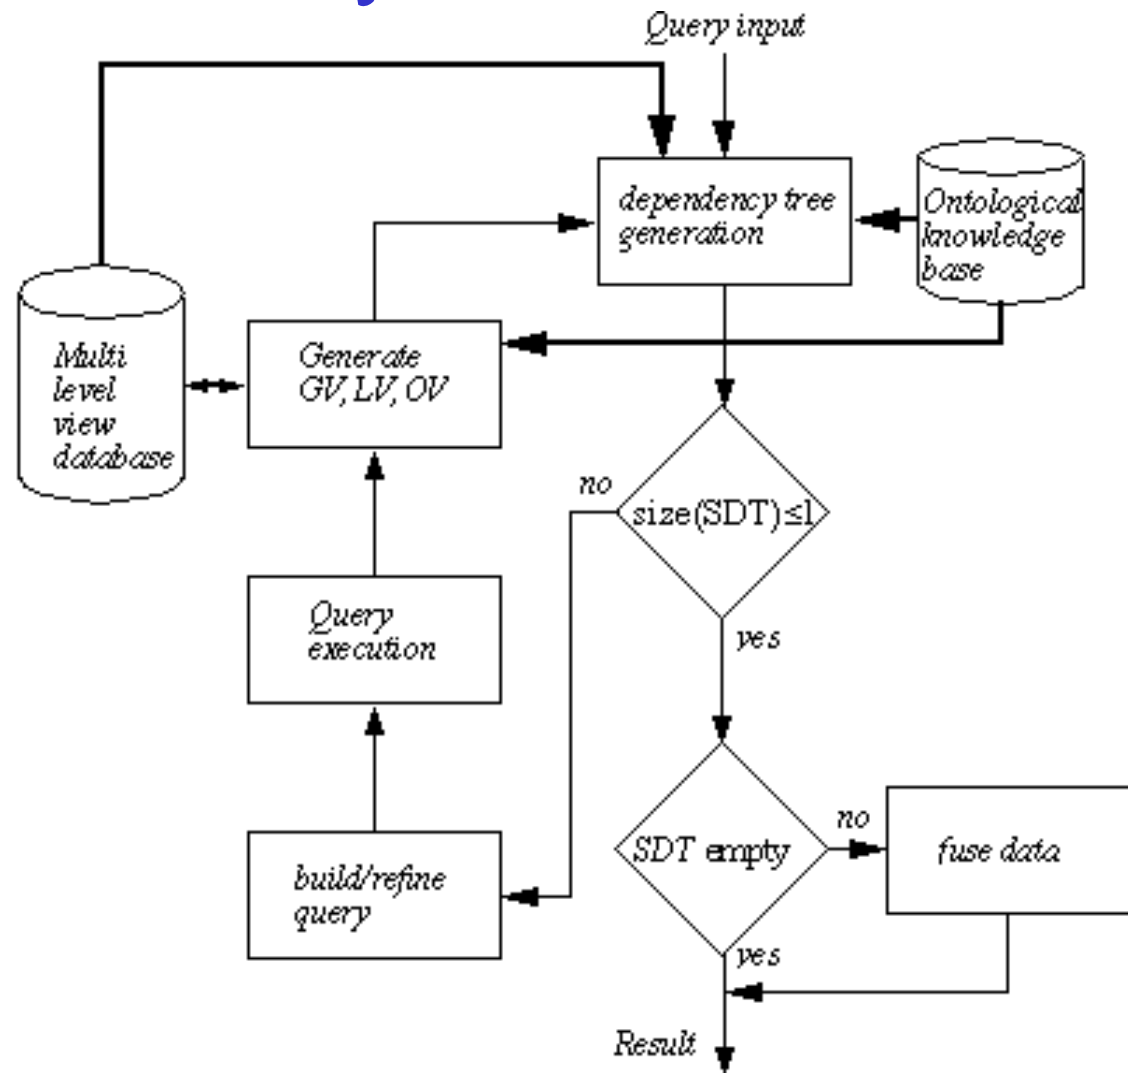 Query input
dependency tree
generation
Ontological
knowledge
base
Multi
level
view
database
Generate
GV, LV, OV
no
size(SDT)≤1
Query
execution
yes
no
SDT empty
fuse data
build/refine
query
yes
Result